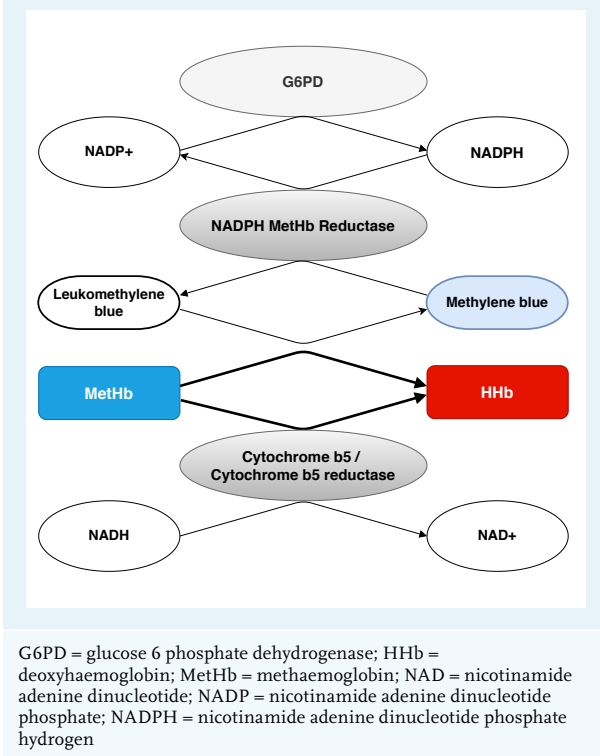 G6PD
NADP+
NADPH
NADPH MetHb Reductase
Leukomethylene
blue
Methylene blue
MetHb
HHb
Cytochrome b5 /
Cytochrome b5 reductase
NADH
NAD+
G6PD = glucose 6 phosphate dehydrogenase; HHb =
deoxyhaemoglobin; MetHb = methaemoglobin; NAD = nicotinamide
adenine dinucleotide; NADP = nicotinamide adenine dinucleotide
phosphate; NADPH = nicotinamide adenine dinucleotide phosphate
hydrogen